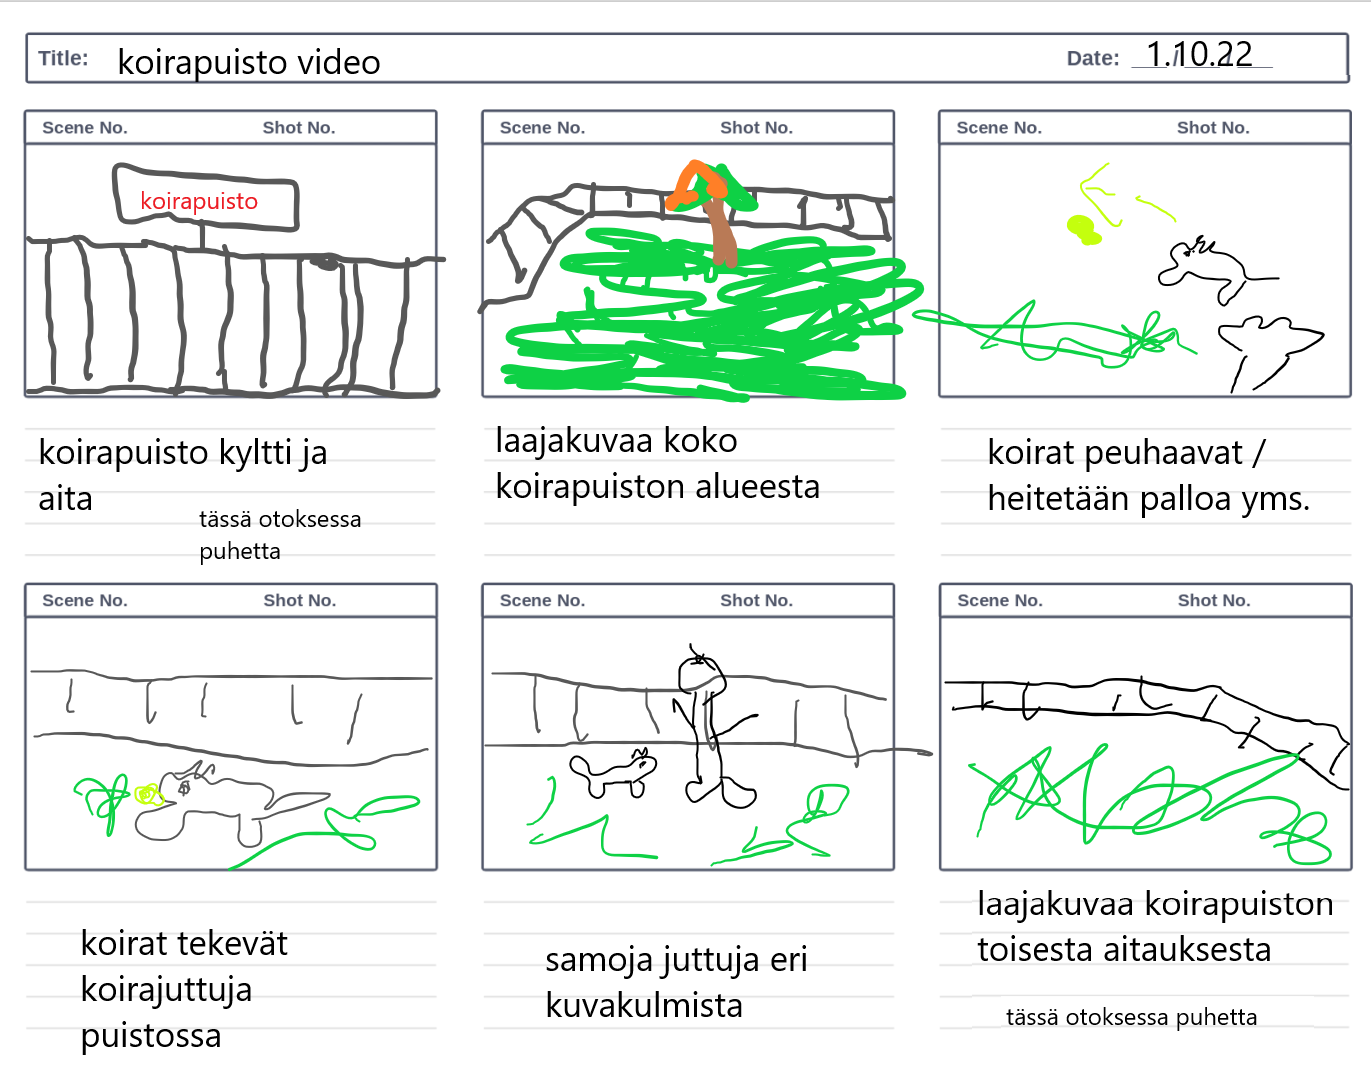 Title: koirapuisto video
Date: 1.10.22
Scene No. Shot No.
koirapuisto
koirapuisto kyltti ja
aita
tässä otoksessa
puhetta
Scene No. Shot No.
laajakuvaa koko
koirapuiston alueesta
Scene No. Shot No.
koirat peuhaavat /
heitetään palloa yms.
Scene No. Shot No.
koirat tekevät
koirajuttuja
puistossa
Scene No. Shot No.
samoja juttuja eri
kuvakulmista
Scene No. Shot No.
laajakuvaa koirapuiston
toisesta aitauksesta
tässä otoksessa puhetta